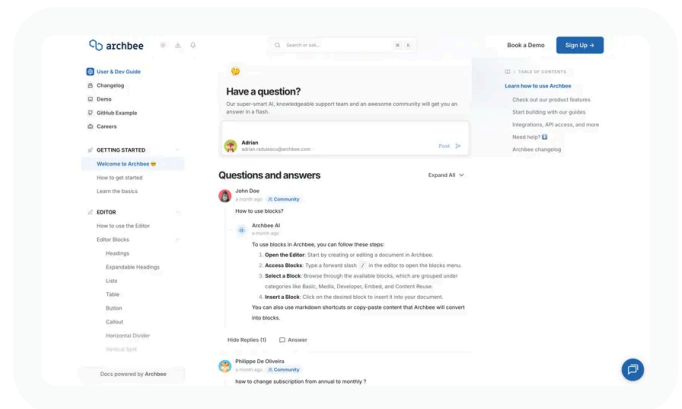 archbee
Search or ask...
⌘ K
Book a Demo
Sign Up →
User & Dev Guide
Changelog
Demo
GitHub Example
Careers
GETTING STARTED
Welcome to Archbee
How to get started
Learn the basics
EDITOR
How to use the Editor
Editor Blocks
Headings
Expandable Headings
Lists
Table
Button
Callout
Horizontal Divider
Vertical Split
Docs powered by Archbee
Have a question?
Our super-smart AI, knowledgeable support team and an awesome community will get you an
answer in a flash.
Adrian
Post
Questions and answers
Expand All
John Doe
a month ago Community
How to use blocks?
Archbee AI
a month ago
To use blocks in Archbee, you can follow these steps:
1. Open the Editor: Start by creating or editing a document in Archbee.
2. Access Blocks: Type a forward slash / in the editor to open the blocks menu.
3. Select a Block: Browse through the available blocks, which are grouped under
categories like Basic, Media, Developer, Embed, and Content Reuse.
4. Insert a Block: Click on the desired block to insert it into your document.
You can also use markdown shortcuts or copy-paste content that Archbee will convert
into blocks.
Hide Replies (1) Answer
Philippe De Oliveira
a month ago Community
how to change subscription from annual to monthly ?
TABLE OF CONTENTS
Learn how to use Archbee
Check out our product features
Start building with our guides
Integrations, API access, and more
Need help?
Archbee changelog